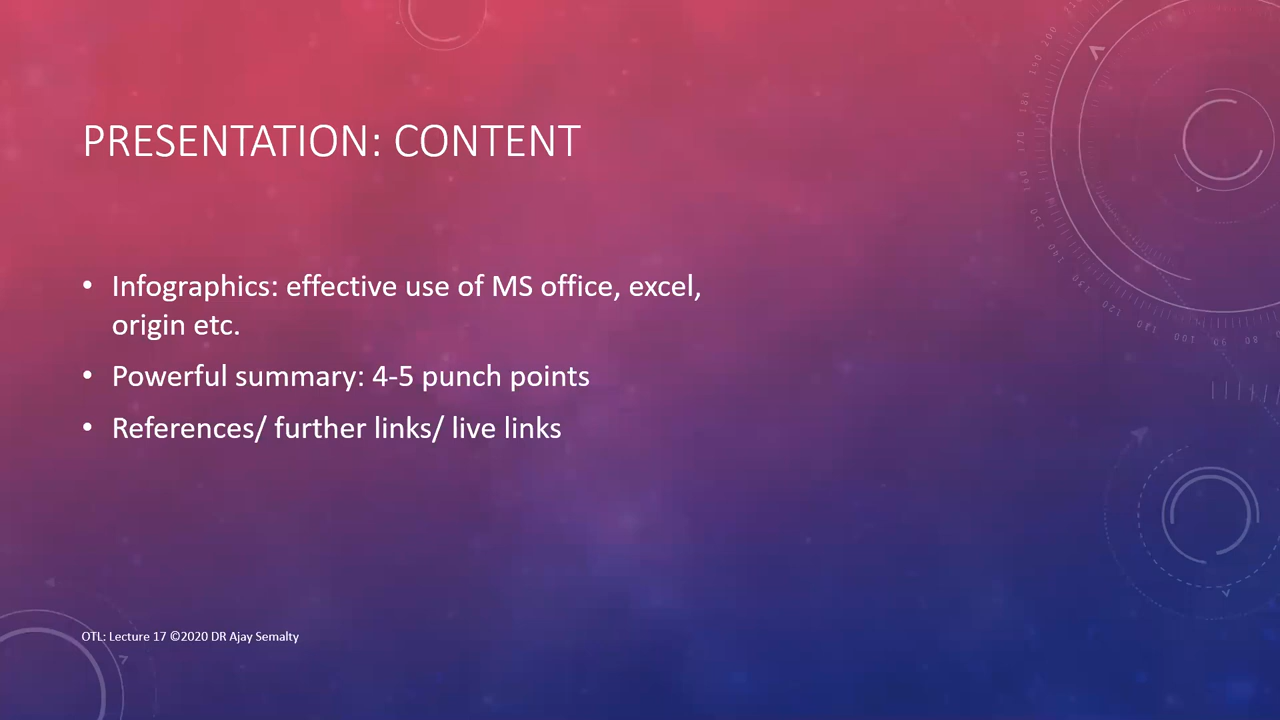 PRESENTATION: CONTENT
• Infographics: effective use of MS office, excel,
origin etc.
• Powerful summary: 4-5 punch points
• References/ further links/ live links
OTL: Lecture 17 ©2020 DR Ajay Semalty